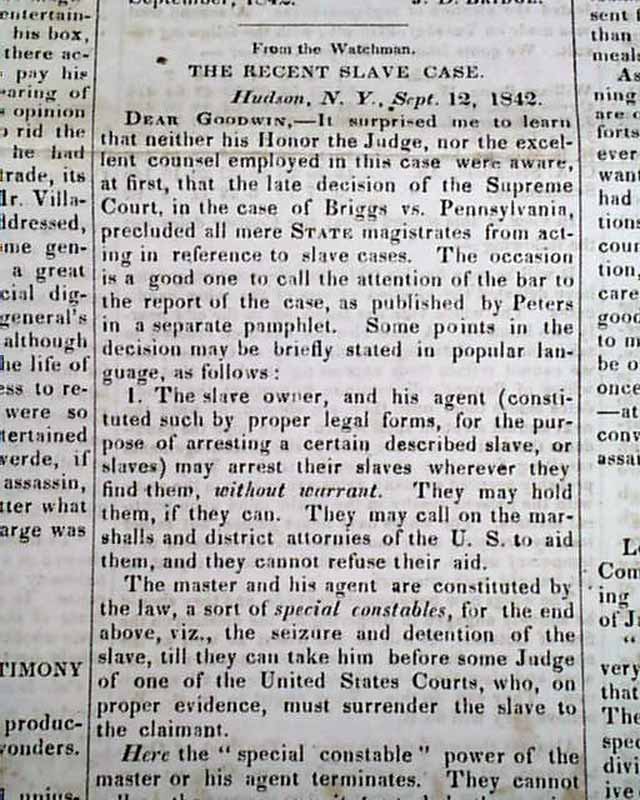 entertain-
his box,
there ac-
pay his
earing of
opinion
rid the
he had
trade, its
Mr. Villa-
ddressed,
me gen-
a great
cial dig-
general's
although
he life of
ess to re-
were so
tertained
verde, if
assassin,
tter what
arge was
TIMONY
produc-
wonders.
September, 1842.
J. D. BRIDGE.
From the Watchman.
THE RECENT SLAVE CASE.
Hudson, N. Y., Sept. 12, 1842.
DEAR GOODWIN,—It surprised me to learn
that neither his Honor the Judge, nor the excel-
lent counsel employed in this case were aware,
at first, that the late decision of the Supreme
Court, in the case of Briggs vs. Pennsylvania,
precluded all mere STATE magistrates from act-
ing in reference to slave cases. The occasion
is a good one to call the attention of the bar to
the report of the case, as published by Peters
in a separate pamphlet. Some points in the
decision may be briefly stated in popular lan-
guage, as follows:
1. The slave owner, and his agent (consti-
tuted such by proper legal forms, for the pur-
pose of arresting a certain described slave, or
slaves) may arrest their slaves wherever they
find them, without warrant. They may hold
them, if they can. They may call on the mar-
shalls and district attornies of the U. S. to aid
them, and they cannot refuse their aid.
The master and his agent are constituted by
the law, a sort of special constables, for the end
above, viz., the seizure and detention of the
slave, till they can take him before some Judge
of one of the United States Courts, who, on
proper evidence, must surrender the slave to
the claimant.
Here the "special constable" power of the
master or his agent terminates. They cannot
sent
than
meals
As
ning
are
forts
ever
want
had
tions
cour
tion,
care
good
to m
be o
once
—at
conv
assa
Com
ing
of J
"
very
that
The
spec
divi
ive